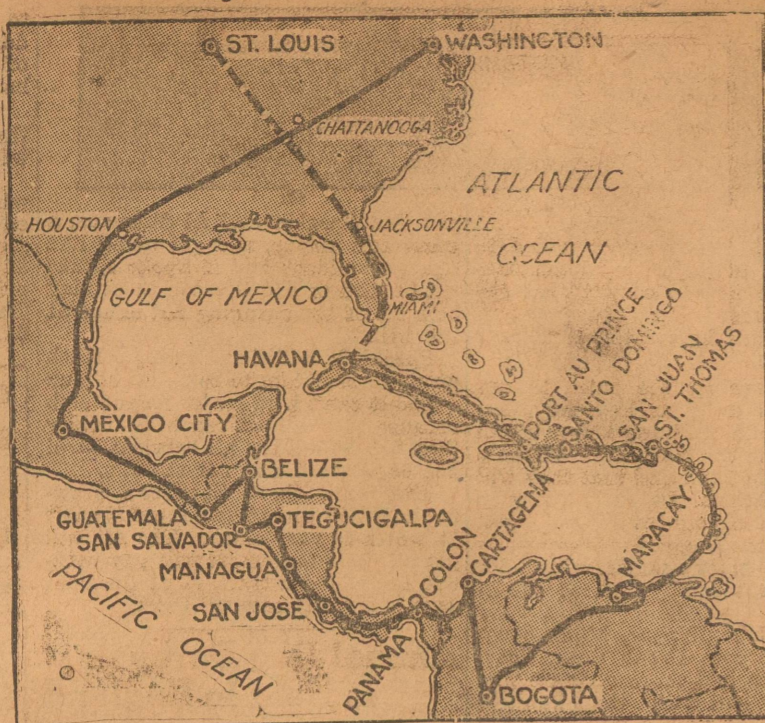 ST. LOUIS
WASHINGTON
CHATTANOOGA
ATLANTIC
OCEAN
HOUSTON
JACKSONVILLE
GULF OF MEXICO
MIAMI
HAVANA
PORT AU PRINCE
SANTO DOMINGO
SAN JUAN
ST. THOMAS
MEXICO CITY
BELIZE
GUATEMALA
TEGUCIGALPA
SAN SALVADOR
CARTAGENA
COLON
MARACAY
MANAGUA
SAN JOSE
PACIFIC
OCEAN
PANAMA
BOGOTA